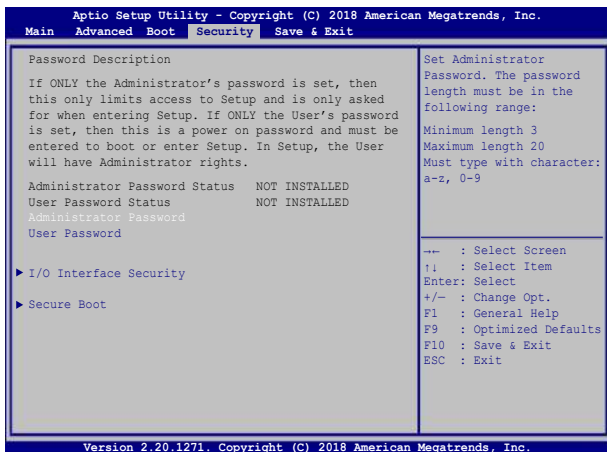 Aptio Setup Utility - Copyright (C) 2018 American Megatrends, Inc.
Main Advanced Boot Security Save & Exit
Password Description
If ONLY the Administrator's password is set, then
this only limits access to Setup and is only asked
for when entering Setup. If ONLY the User's password
is set, then this is a power on password and must be
entered to boot or enter Setup. In Setup, the User
will have Administrator rights.
Administrator Password Status NOT INSTALLED
User Password Status NOT INSTALLED
Administrator Password
User Password
▶ I/O Interface Security
▶ Secure Boot
Set Administrator
Password. The password
length must be in the
following range:
Minimum length 3
Maximum length 20
Must type with character:
a-z, 0-9
→← : Select Screen
↑↓ : Select Item
Enter: Select
+/— : Change Opt.
F1 : General Help
F9 : Optimized Defaults
F10 : Save & Exit
ESC : Exit
Version 2.20.1271. Copyright (C) 2018 American Megatrends, Inc.